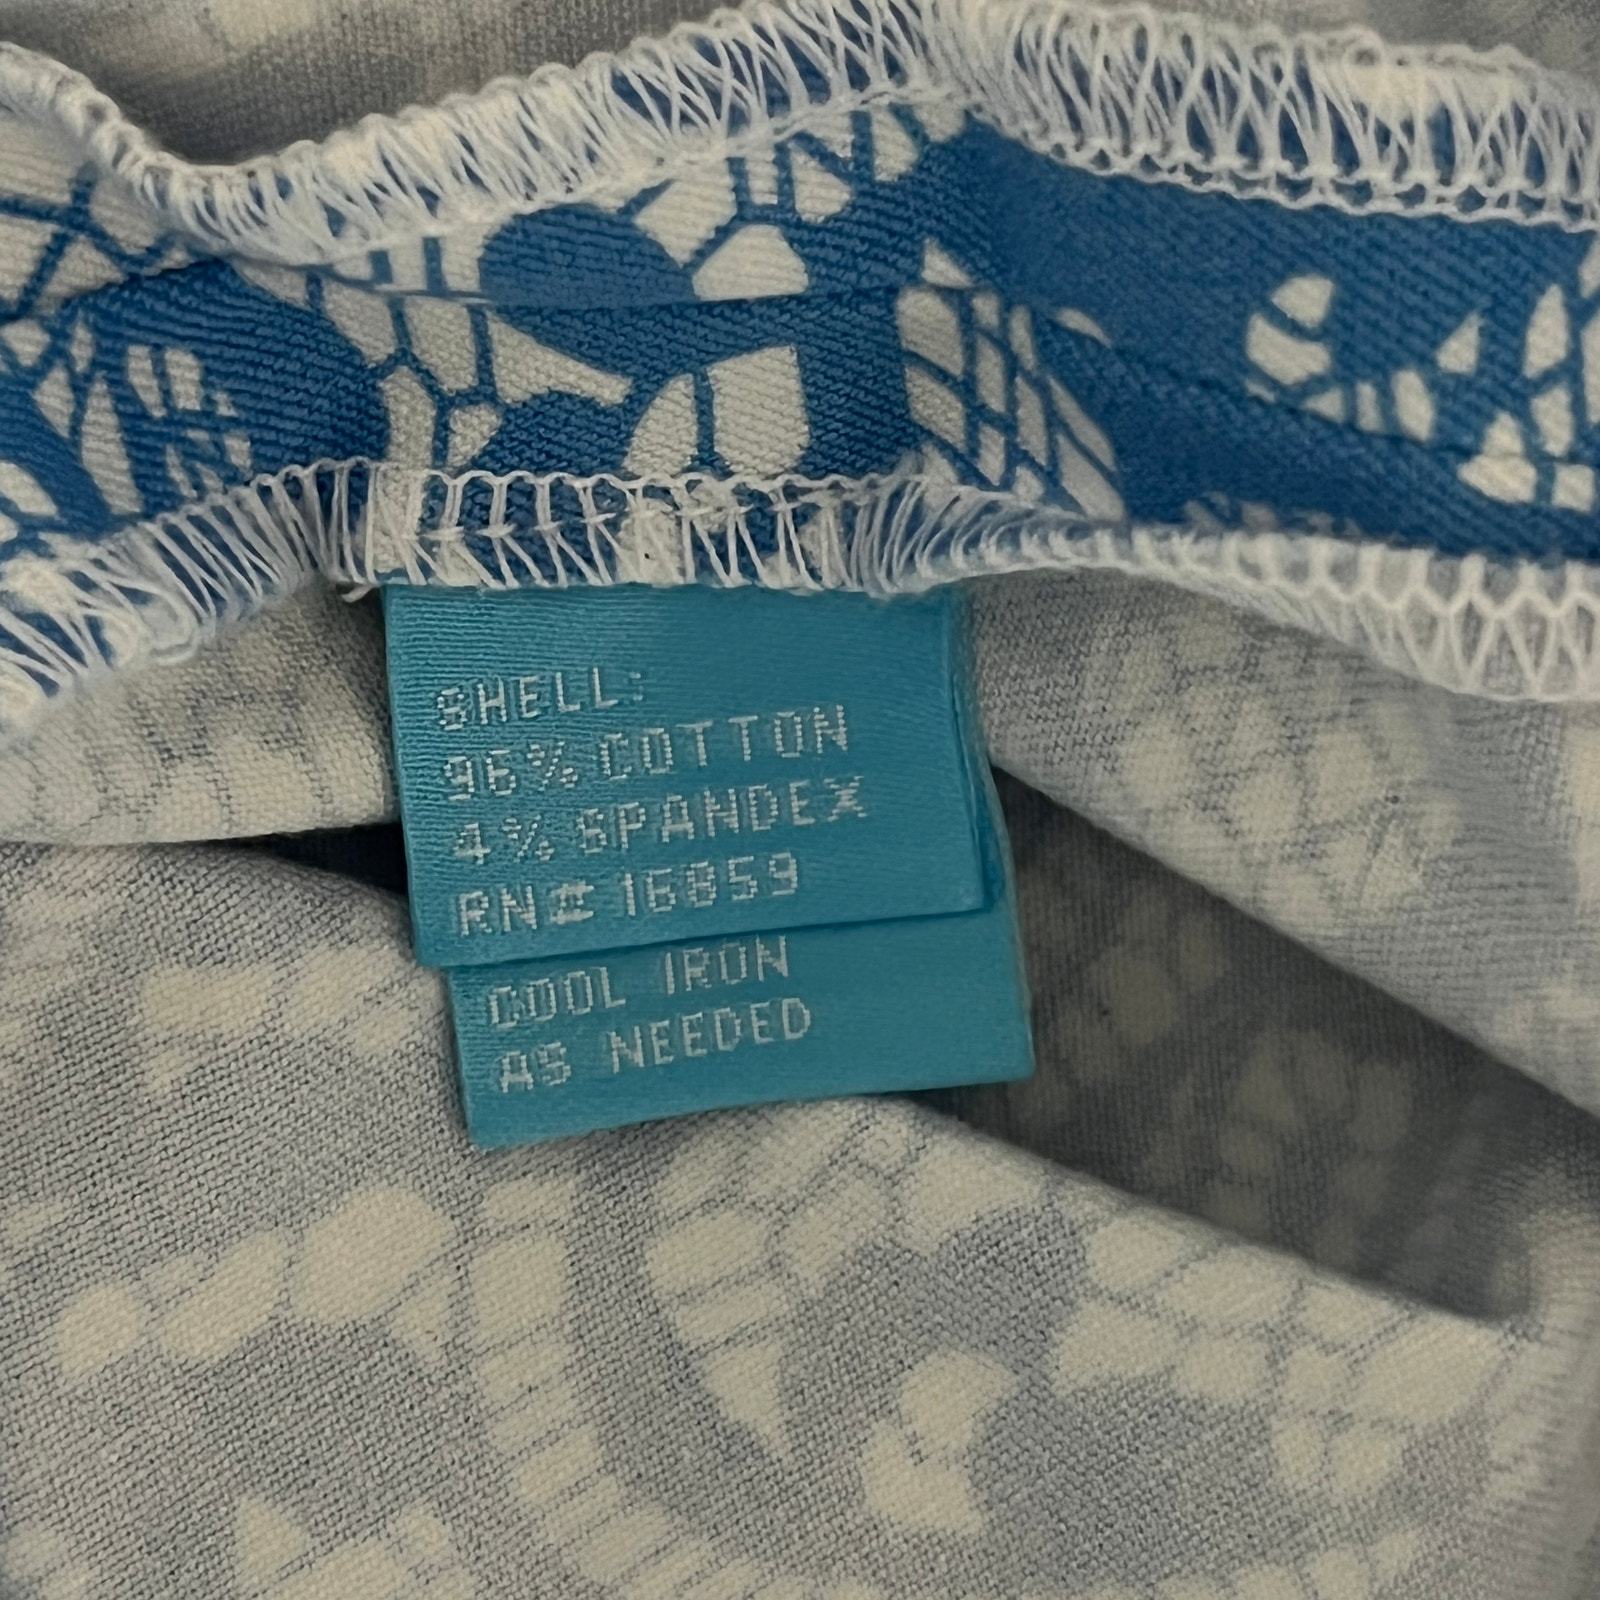 SHELL:
96% COTTON
4% SPANDEX
RN# 16859
COOL IRON
AS NEEDED